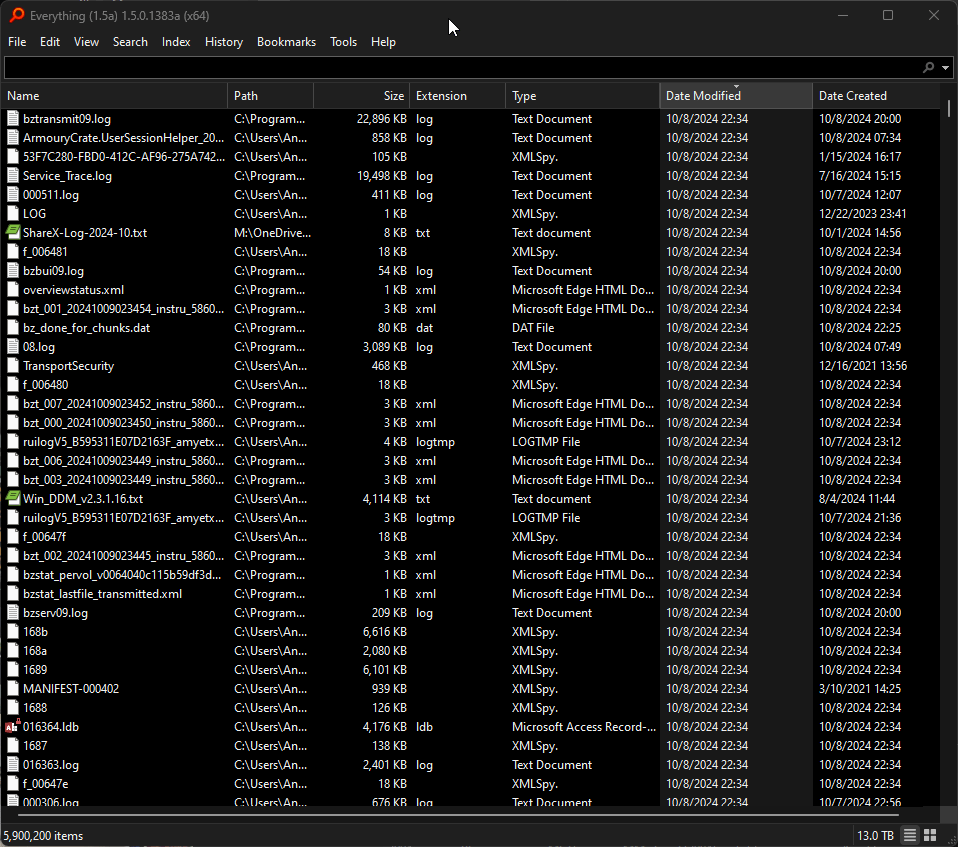 Everything (1.5a) 1.5.0.1383a (x64)
File Edit View Search Index History Bookmarks Tools Help
Name Path Size Extension Type Date Modified Date Created
bztransmit09.log C:\Program... 22,896 KB log Text Document 10/8/2024 22:34 10/8/2024 20:00
ArmouryCrate.UserSessionHelper_20... C:\Program... 858 KB log Text Document 10/8/2024 22:34 10/8/2024 07:34
53F7C280-FBD0-412C-AF96-275A742... C:\Program... 105 KB XMLSpy. 10/8/2024 22:34 1/15/2024 16:17
Service_Trace.log C:\Program... 19,498 KB log Text Document 10/8/2024 22:34 7/16/2024 15:15
000511.log C:\Users\An... 411 KB log Text Document 10/8/2024 22:34 10/7/2024 12:07
LOG C:\Users\An... 1 KB XMLSpy. 10/8/2024 22:34 12/22/2023 23:41
ShareX-Log-2024-10.txt M:\OneDrive... 8 KB txt Text document 10/8/2024 22:34 10/1/2024 14:56
f_006481 C:\Users\An... 18 KB XMLSpy. 10/8/2024 22:34 10/8/2024 22:34
bzbui09.log C:\Program... 54 KB log Text Document 10/8/2024 22:34 10/8/2024 20:00
overviewstatus.xml C:\Program... 1 KB xml Microsoft Edge HTML Do... 10/8/2024 22:34 10/8/2024 22:34
bzt_001_20241009023454_instru_5860... C:\Program... 3 KB xml Microsoft Edge HTML Do... 10/8/2024 22:34 10/8/2024 22:34
bz_done_for_chunks.dat C:\Program... 80 KB dat DAT File 10/8/2024 22:34 10/8/2024 22:25
08.log C:\Program... 3,089 KB log Text Document 10/8/2024 22:34 10/8/2024 07:49
TransportSecurity C:\Users\An... 468 KB XMLSpy. 10/8/2024 22:34 12/16/2021 13:56
f_006480 C:\Users\An... 18 KB XMLSpy. 10/8/2024 22:34 10/8/2024 22:34
bzt_007_20241009023452_instru_5860... C:\Program... 3 KB xml Microsoft Edge HTML Do... 10/8/2024 22:34 10/8/2024 22:34
bzt_000_20241009023450_instru_5860... C:\Program... 3 KB xml Microsoft Edge HTML Do... 10/8/2024 22:34 10/8/2024 22:34
ruilogV5_B595311E07D2163F_amyetx... C:\Users\An... 4 KB logtmp LOGTMP File 10/8/2024 22:34 10/7/2024 23:12
bzt_006_20241009023449_instru_5860... C:\Program... 3 KB xml Microsoft Edge HTML Do... 10/8/2024 22:34 10/8/2024 22:34
bzt_003_20241009023449_instru_5860... C:\Program... 3 KB xml Microsoft Edge HTML Do... 10/8/2024 22:34 10/8/2024 22:34
Win_DDM_v2.3.1.16.txt C:\Users\An... 4,114 KB txt Text document 10/8/2024 22:34 8/4/2024 11:44
ruilogV5_B595311E07D2163F_amyetx... C:\Users\An... 3 KB logtmp LOGTMP File 10/8/2024 22:34 10/7/2024 21:36
f_00647f C:\Users\An... 18 KB XMLSpy. 10/8/2024 22:34 10/8/2024 22:34
bzt_002_20241009023445_instru_5860... C:\Program... 3 KB xml Microsoft Edge HTML Do... 10/8/2024 22:34 10/8/2024 22:34
bzstat_pervol_v0064040c115b59df3d... C:\Program... 1 KB xml Microsoft Edge HTML Do... 10/8/2024 22:34 10/8/2024 22:34
bzstat_lastfile_transmitted.xml C:\Program... 1 KB xml Microsoft Edge HTML Do... 10/8/2024 22:34 10/8/2024 22:34
bzserv09.log C:\Program... 209 KB log Text Document 10/8/2024 22:34 10/8/2024 20:00
168b C:\Users\An... 6,616 KB XMLSpy. 10/8/2024 22:34 10/8/2024 22:34
168a C:\Users\An... 2,080 KB XMLSpy. 10/8/2024 22:34 10/8/2024 22:34
1689 C:\Users\An... 6,101 KB XMLSpy. 10/8/2024 22:34 10/8/2024 22:34
MANIFEST-000402 C:\Users\An... 939 KB XMLSpy. 10/8/2024 22:34 3/10/2021 14:25
1688 C:\Users\An... 126 KB XMLSpy. 10/8/2024 22:34 10/8/2024 22:34
016364.ldb C:\Users\An... 4,176 KB ldb Microsoft Access Record-... 10/8/2024 22:34 10/8/2024 22:34
1687 C:\Users\An... 138 KB XMLSpy. 10/8/2024 22:34 10/8/2024 22:34
016363.log C:\Users\An... 2,401 KB log Text Document 10/8/2024 22:34 10/8/2024 22:34
f_00647e C:\Users\An... 18 KB XMLSpy. 10/8/2024 22:34 10/8/2024 22:34
000306.log C:\Users\An... 676 KB log Text Document 10/8/2024 22:34 10/7/2024 22:56
5,900,200 items 13.0 TB